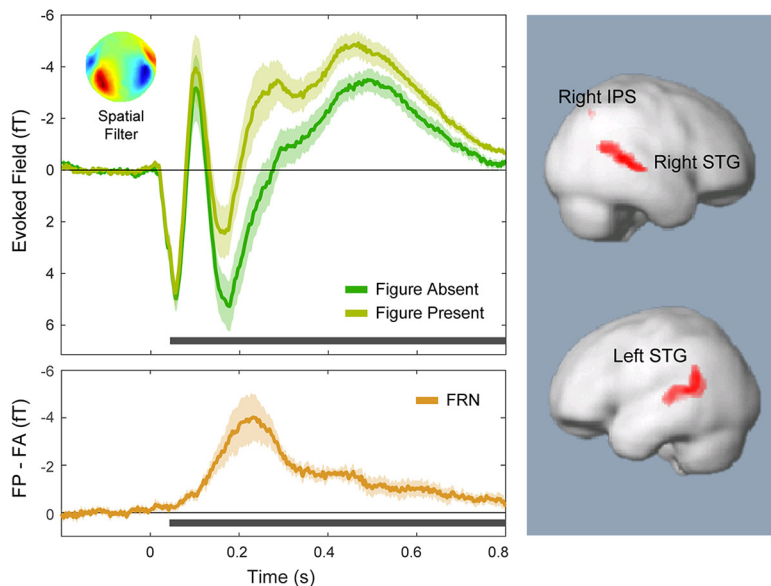 -6
-4
-2
0
2
4
6
Evoked Field (fT)
Spatial
Filter
Figure Absent
Figure Present
-4
-2
0
FP - FA (fT)
FRN
0
0.2
0.4
0.6
0.8
Time (s)
Right IPS
Right STG
Left STG